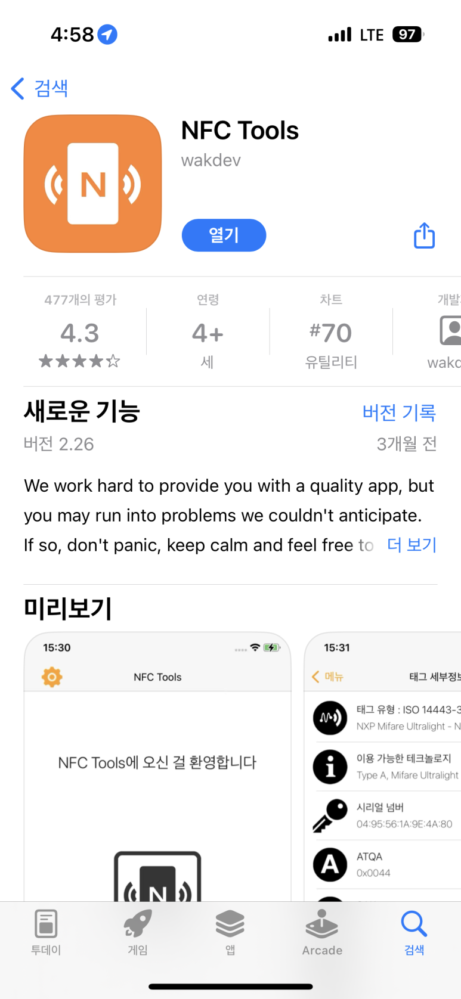 4:58
LTE 97
검색
NFC Tools
wakdev
N
열기
477개의 평가
연령
차트
4.3
4+
#70
세
유틸리티
새로운 기능
버전 기록
버전 2.26
3개월 전
We work hard to provide you with a quality app, but
you may run into problems we couldn't anticipate.
If so, don't panic, keep calm and feel free to 더 보기
미리보기
15:30
NFC Tools
NFC Tools에 오신 걸 환영합니다
N
15:31
메뉴
태그 세부정보
태그 유형 : ISO 14443-3
NXP Mifare Ultralight - N
이용 가능한 테크놀로지
Type A, Mifare Ultralight
시리얼 넘버
04:95:56:1A:9E:4A:80
A
ATQA
0x0044
투데이
게임
앱
Arcade
검색